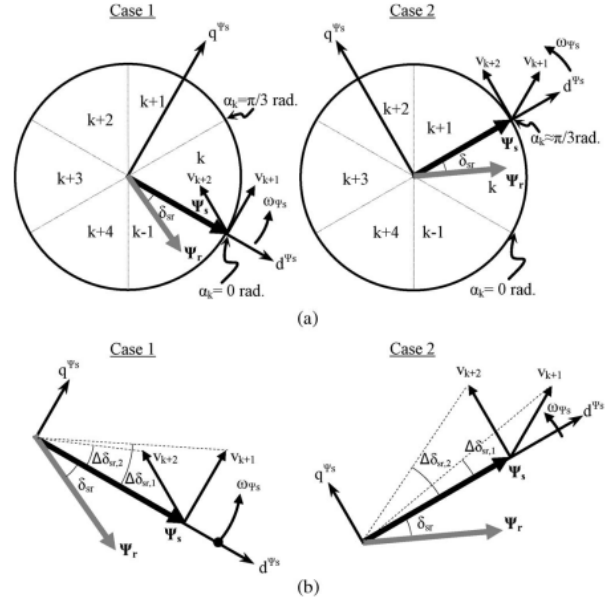 Case 1
Case 2
q^Ψs
k+1
α_k=π/3 rad.
k+2
k
v_k+2
v_k+1
k+3
Ψ_s
δ_sr
ω_Ψs
k+4
k-1
Ψ_r
d^Ψs
α_k= 0 rad.
q^Ψs
ω_Ψs
v_k+2
v_k+1
d^Ψs
k+2
k+1
Ψ_s
α_k≈π/3rad.
δ_sr
k+3
k
Ψ_r
k+4
k-1
α_k= 0 rad.
(a)
Case 1
Case 2
q^Ψs
v_k+2
v_k+1
Δδ_sr,2
Δδ_sr,1
δ_sr
ω_Ψs
Ψ_s
Ψ_r
d^Ψs
v_k+2
v_k+1
ω_Ψs
d^Ψs
Δδ_sr,2
Δδ_sr,1
Ψ_s
q^Ψs
δ_sr
Ψ_r
(b)